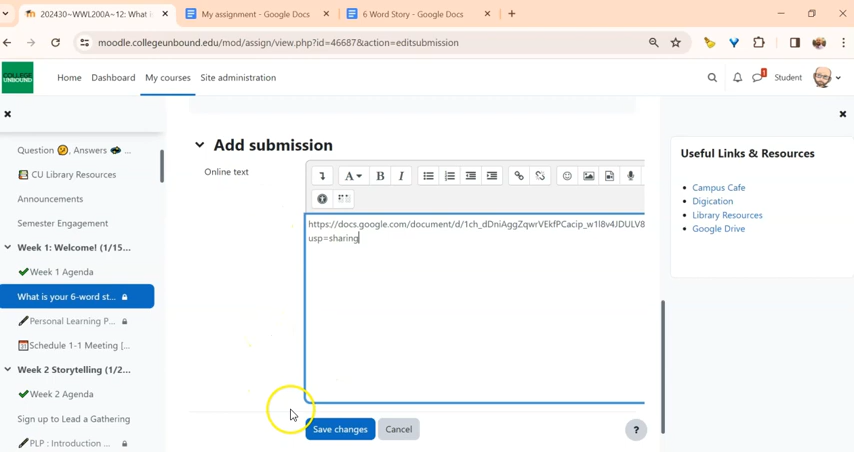 202430~WWL200A~12: What i
My assignment - Google Docs
6 Word Story - Google Docs
moodle.collegeunbound.edu/mod/assign/view.php?id=46687&action=editsubmission
COLLEGE
UNBOUND
Home Dashboard My courses Site administration
1
Student
Question 🤔, Answers ...
CU Library Resources
Announcements
Semester Engagement
Week 1: Welcome! (1/15...
Week 1 Agenda
What is your 6-word st...
Personal Learning P...
Schedule 1-1 Meeting [...
Week 2 Storytelling (1/2...
Week 2 Agenda
Sign up to Lead a Gathering
PLP : Introduction ...
Add submission
Online text
https://docs.google.com/document/d/1ch_dDniAggZqwrVEkfPCacip_w1l8v4JDULV8
usp=sharing
Save changes
Cancel
?
Useful Links & Resources
Campus Cafe
Digication
Library Resources
Google Drive